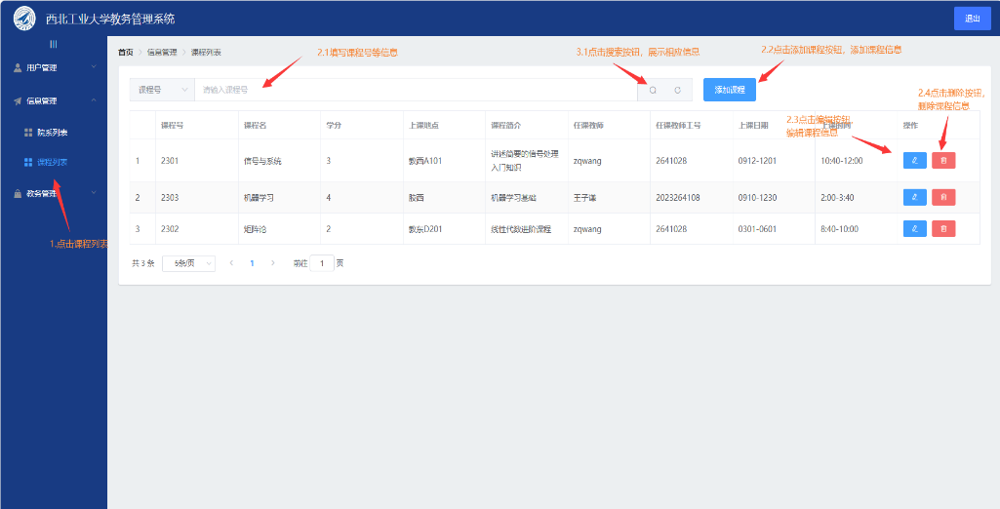 西北工业大学教务管理系统
退出
用户管理
信息管理
院系列表
课程列表
教务管理
1.点击课程列表
首页 > 信息管理 > 课程列表
2.1填写课程号等信息
3.1点击搜索按钮，展示相应信息
2.2点击添加课程按钮，添加课程信息
课程号 请输入课程号 添加课程
2.4点击删除按钮，
删除课程信息
2.3点击编辑按钮，
编辑课程信息
课程号 课程名 学分 上课地点 课程简介 任课教师 任课教师工号 上课日期 上课时间 操作
1 2301 信号与系统 3 教西A101 讲述简要的信号处理入门知识 zqwang 2641028 0912-1201 10:40-12:00
2 2303 机器学习 4 教西 机器学习基础 王子谦 2023264108 0910-1230 2:00-3:40
3 2302 矩阵论 2 教东D201 线性代数进阶课程 zqwang 2641028 0301-0601 8:40-10:00
共 3 条 6条/页 < 1 > 前往 1 页